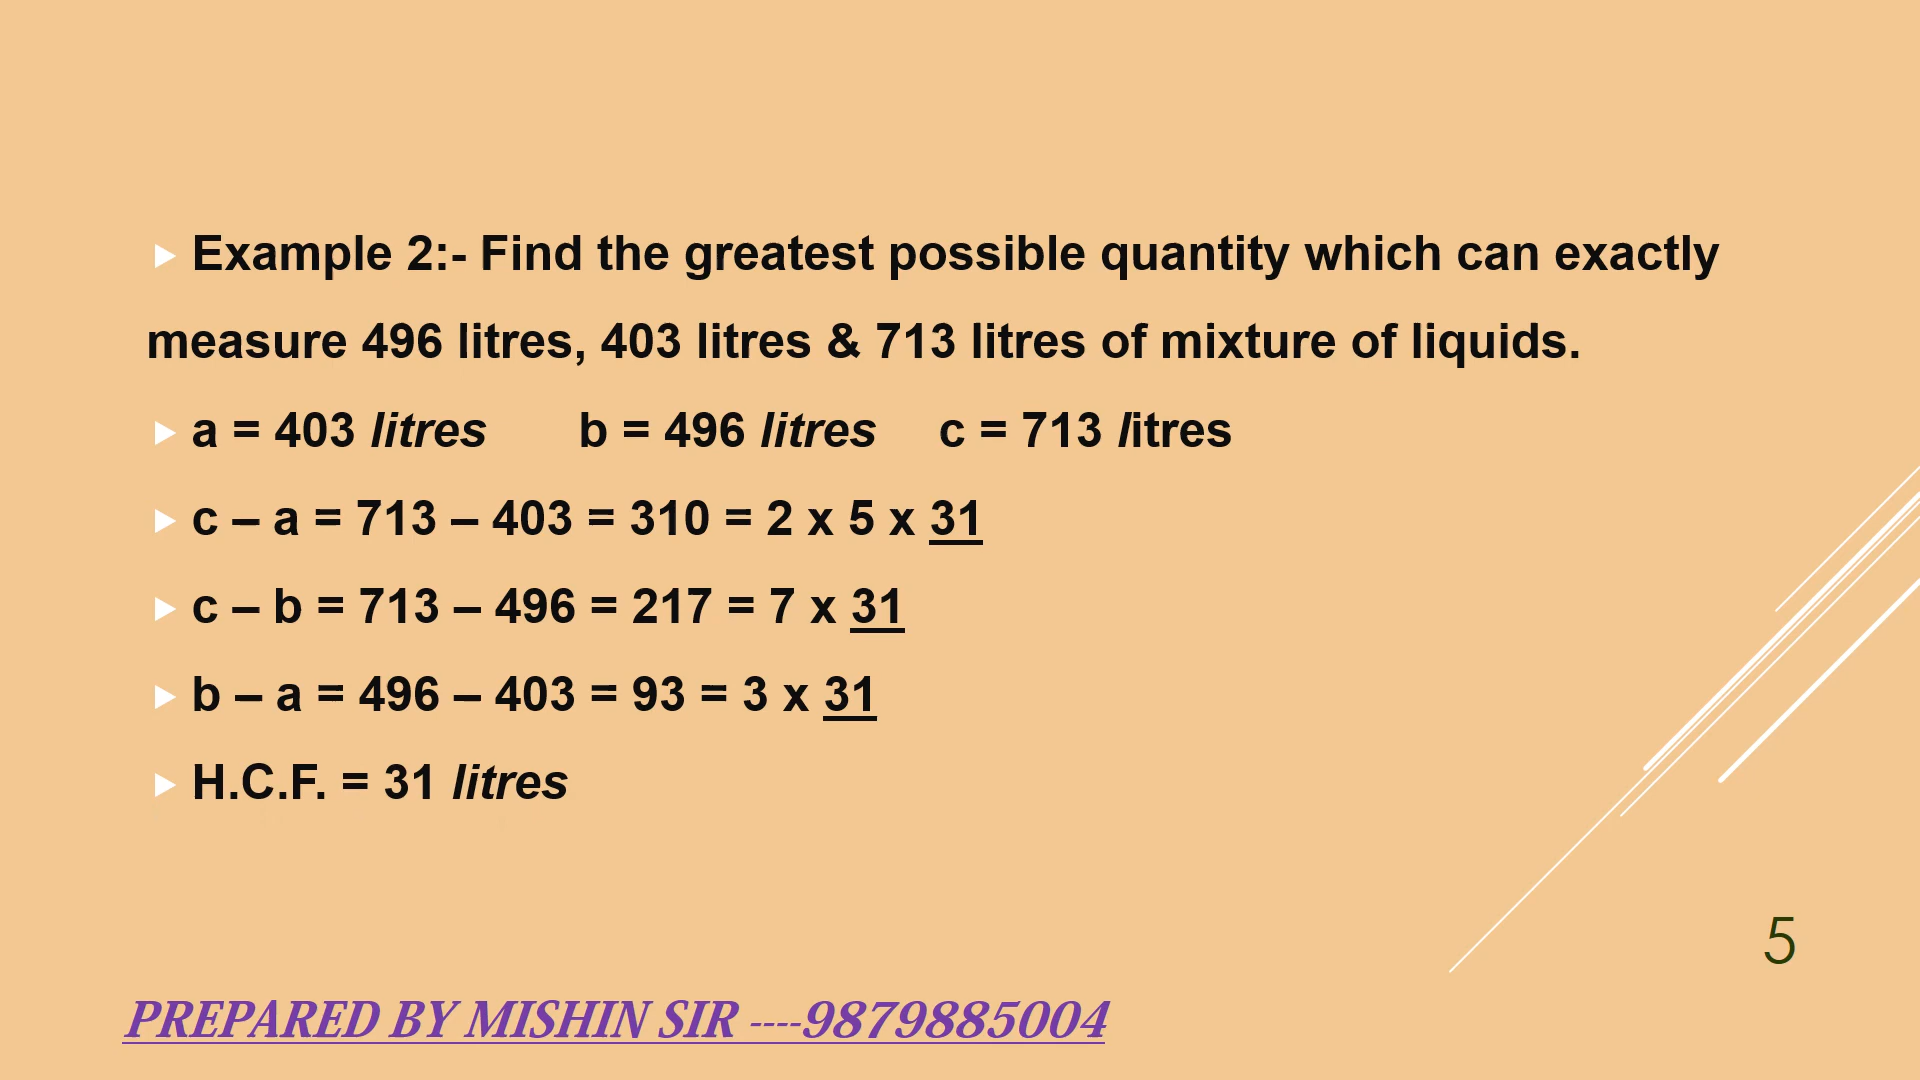 Example 2:- Find the greatest possible quantity which can exactly
measure 496 litres, 403 litres & 713 litres of mixture of liquids.
a = 403 litres b = 496 litres c = 713 litres
c – a = 713 – 403 = 310 = 2 x 5 x 31
c – b = 713 – 496 = 217 = 7 x 31
b – a = 496 – 403 = 93 = 3 x 31
H.C.F. = 31 litres
5
PREPARED BY MISHIN SIR ----9879885004